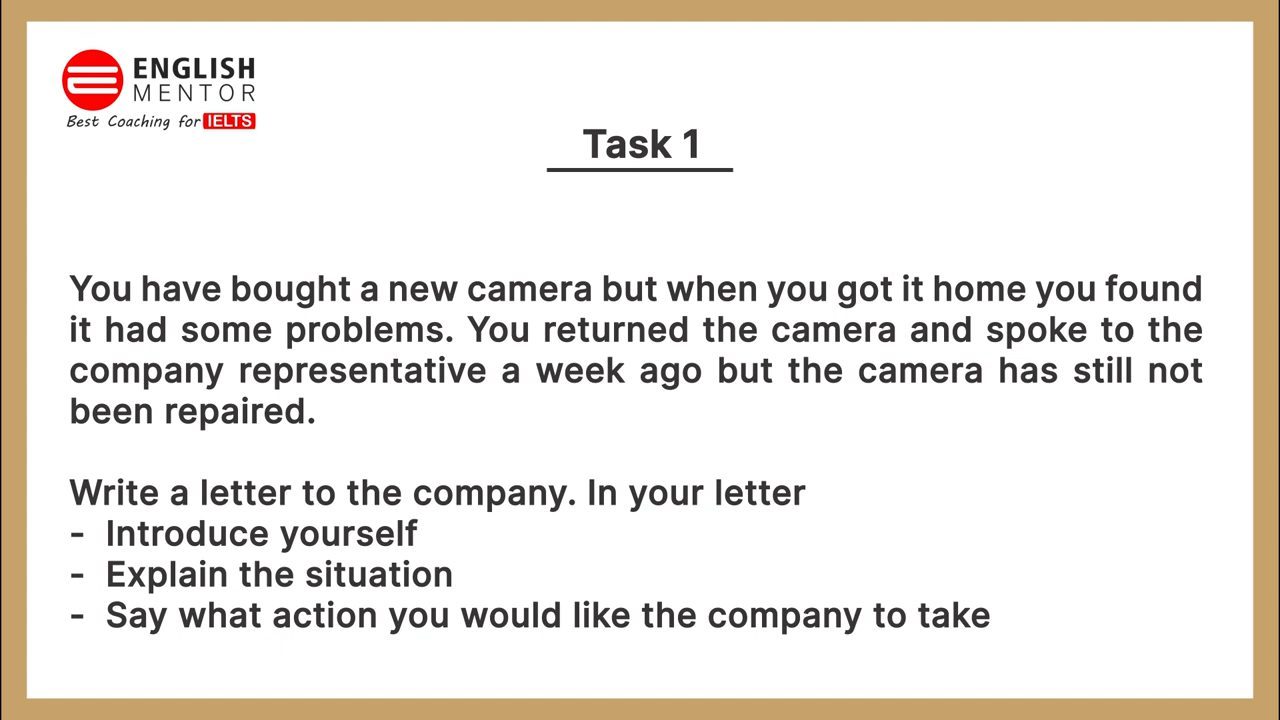 ENGLISH
MENTOR
Best Coaching for IELTS
Task 1
You have bought a new camera but when you got it home you found
it had some problems. You returned the camera and spoke to the
company representative a week ago but the camera has still not
been repaired.
Write a letter to the company. In your letter
- Introduce yourself
- Explain the situation
- Say what action you would like the company to take